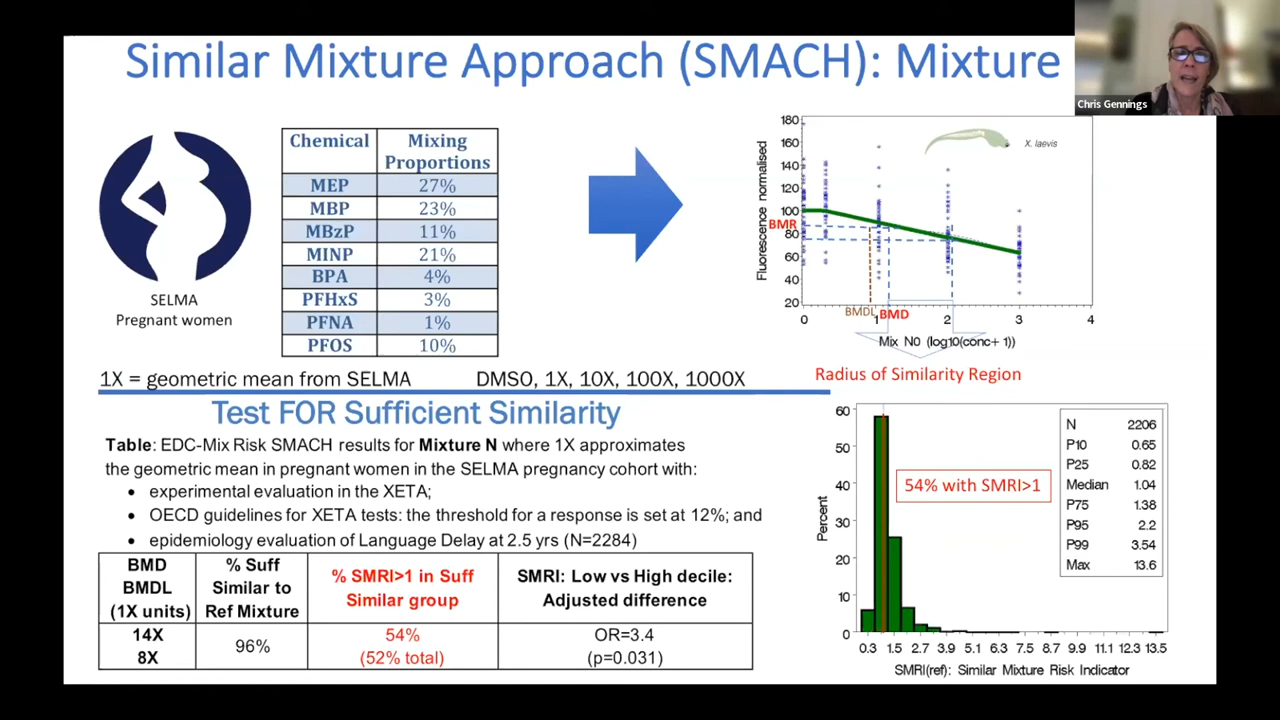 Similar Mixture Approach (SMACH): Mixture
Chris Gennings
SELMA
Pregnant women
Chemical Mixing Proportions
MEP 27%
MBP 23%
MBzP 11%
MINP 21%
BPA 4%
PFHxS 3%
PFNA 1%
PFOS 10%
1X = geometric mean from SELMA
DMSO, 1X, 10X, 100X, 1000X
Fluorescence normalised
180
160
140
120
100
80
60
40
20
BMR
X. laevis
BMDL
BMD
0 1 2 3 4
Mix N0 (log10(conc+ 1))
Radius of Similarity Region
Test FOR Sufficient Similarity
Table: EDC-Mix Risk SMACH results for Mixture N where 1X approximates
the geometric mean in pregnant women in the SELMA pregnancy cohort with:
• experimental evaluation in the XETA;
• OECD guidelines for XETA tests: the threshold for a response is set at 12%; and
• epidemiology evaluation of Language Delay at 2.5 yrs (N=2284)
BMD
BMDL
(1X units)
% Suff
Similar to
Ref Mixture
% SMRI>1 in Suff
Similar group
SMRI: Low vs High decile:
Adjusted difference
14X
8X
96%
54%
(52% total)
OR=3.4
(p=0.031)
Percent
60
50
40
30
20
10
0
54% with SMRI>1
N 2206
P10 0.65
P25 0.82
Median 1.04
P75 1.38
P95 2.2
P99 3.54
Max 13.6
0.3 1.5 2.7 3.9 5.1 6.3 7.5 8.7 9.9 11.1 12.3 13.5
SMRI(ref): Similar Mixture Risk Indicator